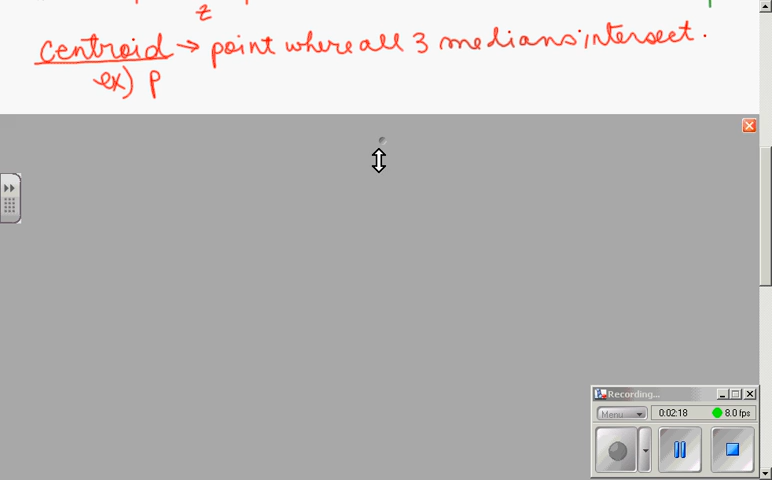 z
centroid → point where all 3 medians intersect.
ex) p
Recording...
Menu 0:02:18 8.0 fps